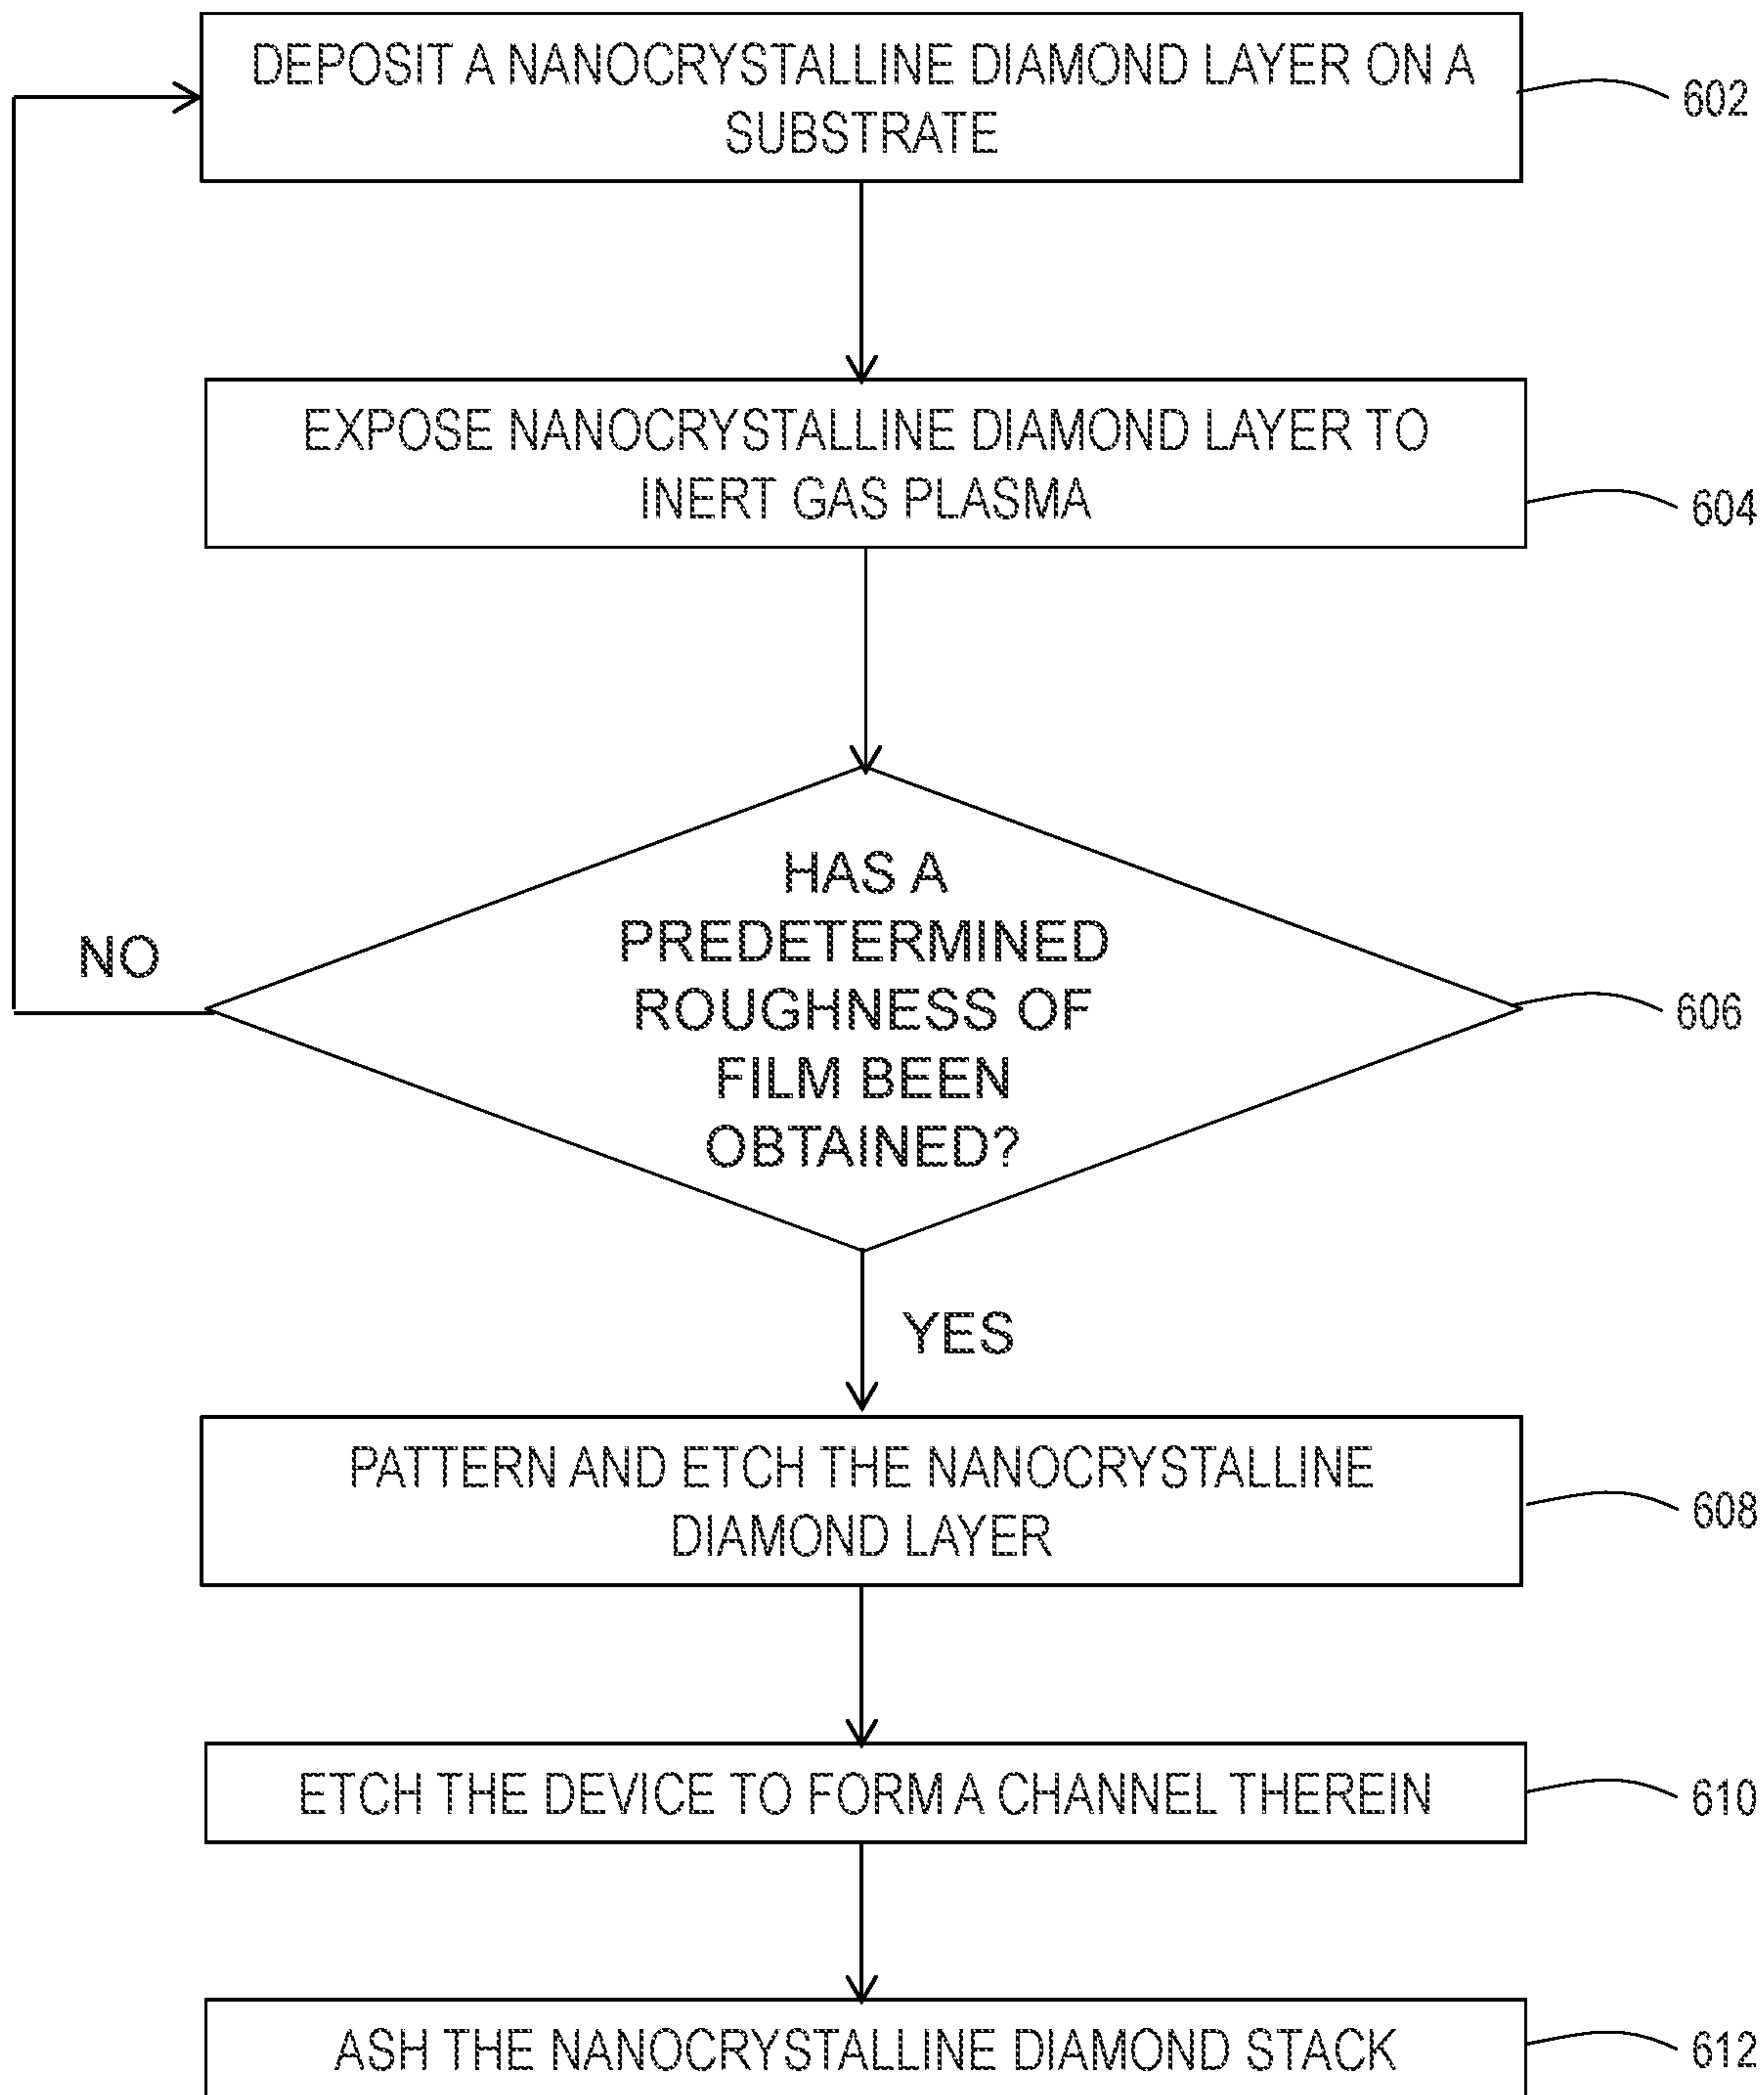 DEPOSIT A NANOCRYSTALLINE DIAMOND LAYER ON A
SUBSTRATE
602
EXPOSE NANOCRYSTALLINE DIAMOND LAYER TO
INERT GAS PLASMA
604
HAS A
PREDETERMINED
ROUGHNESS OF
FILM BEEN
OBTAINED?
NO
606
YES
PATTERN AND ETCH THE NANOCRYSTALLINE
DIAMOND LAYER
608
ETCH THE DEVICE TO FORM A CHANNEL THEREIN
610
ASH THE NANOCRYSTALLINE DIAMOND STACK
612